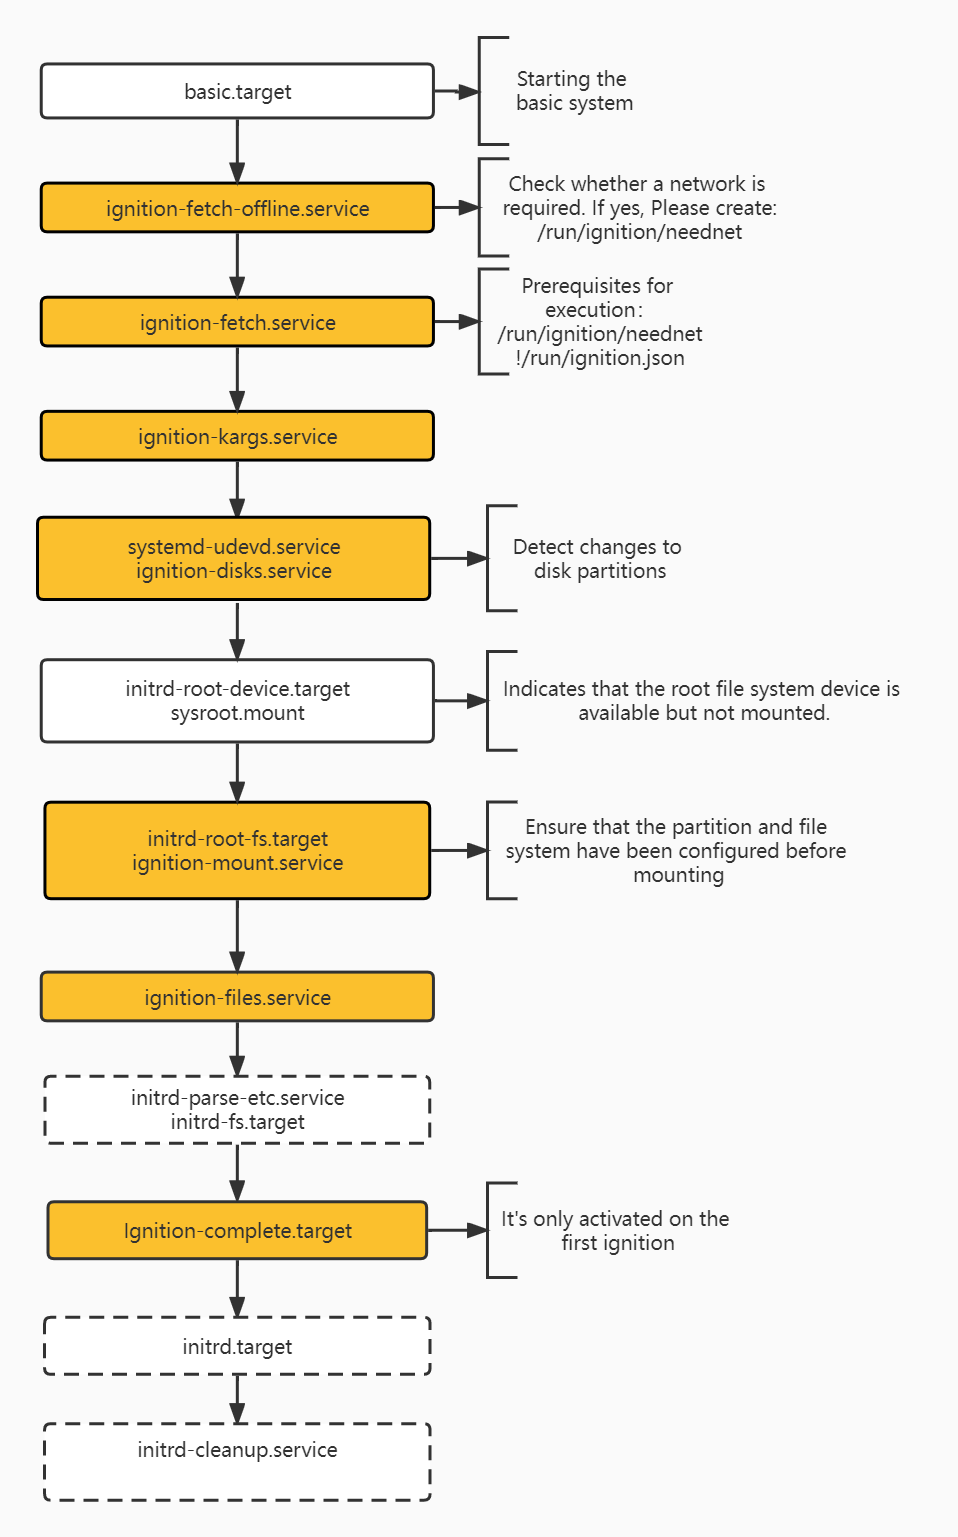 basic.target
Starting the
basic system
ignition-fetch-offline.service
Check whether a network is
required. If yes, Please create:
/run/ignition/neednet
ignition-fetch.service
Prerequisites for
execution：
/run/ignition/neednet
!/run/ignition.json
ignition-kargs.service
systemd-udevd.service
ignition-disks.service
Detect changes to
disk partitions
initrd-root-device.target
sysroot.mount
Indicates that the root file system device is
available but not mounted.
initrd-root-fs.target
ignition-mount.service
Ensure that the partition and file
system have been configured before
mounting
ignition-files.service
initrd-parse-etc.service
initrd-fs.target
Ignition-complete.target
It's only activated on the
first ignition
initrd.target
initrd-cleanup.service